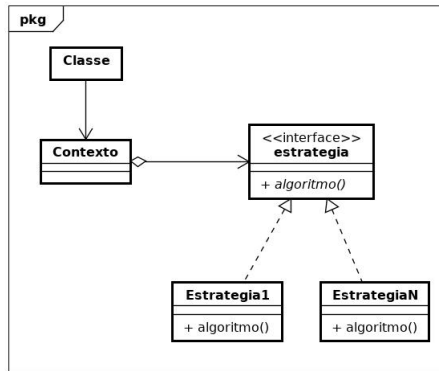 pkg
Classe
Contexto
<<interface>>
estrategia
+ algoritmo()
Estrategia1
+ algoritmo()
EstrategiaN
+ algoritmo()